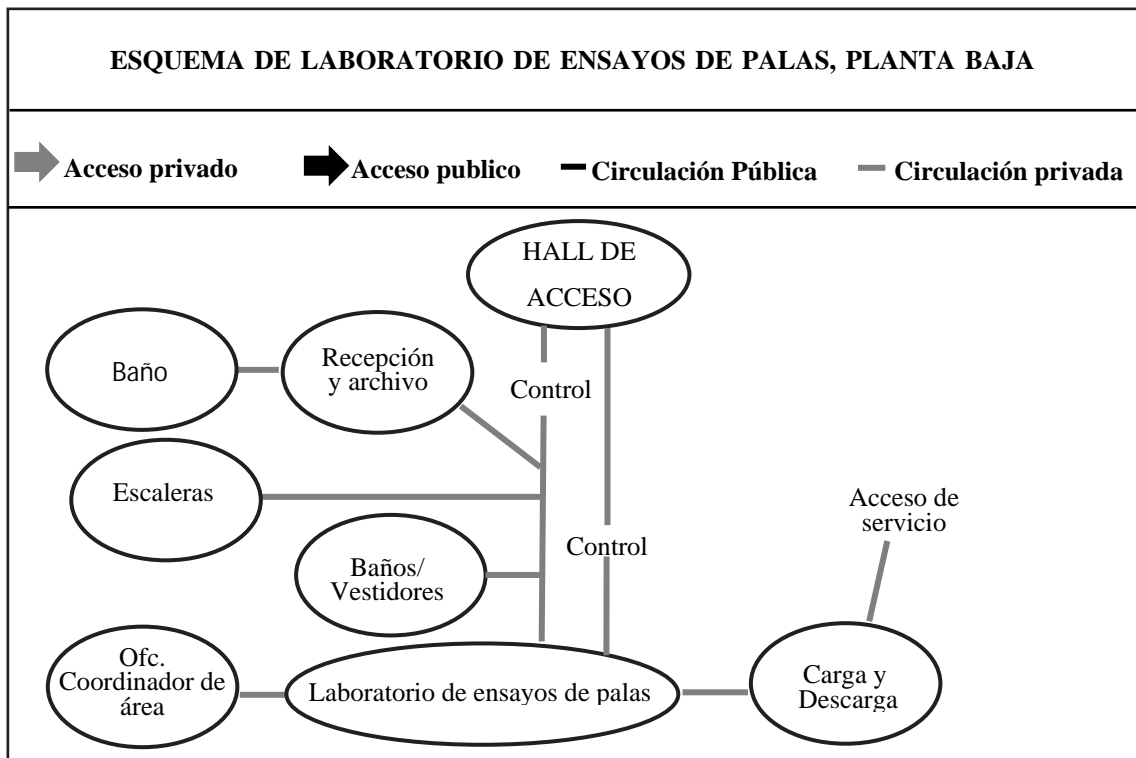 ESQUEMA DE LABORATORIO DE ENSAYOS DE PALAS, PLANTA BAJA
Acceso privado
Acceso publico
Circulación Pública
Circulación privada
HALL DE
ACCESO
Baño
Recepción
y archivo
Control
Escaleras
Acceso de
servicio
Control
Baños/
Vestidores
Ofc.
Coordinador de
área
Laboratorio de ensayos de palas
Carga y
Descarga